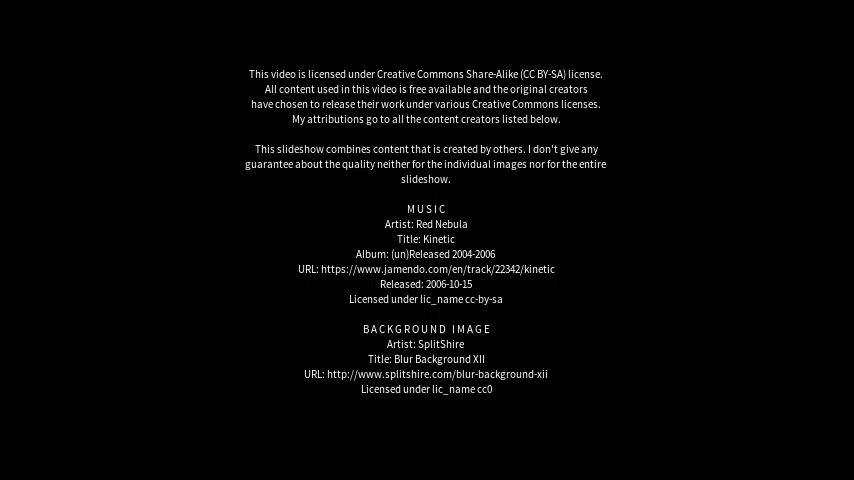 This video is licensed under Creative Commons Share-Alike (CC BY-SA) license.
All content used in this video is free available and the original creators
have chosen to release their work under various Creative Commons licenses.
My attributions go to all the content creators listed below.
This slideshow combines content that is created by others. I don't give any
guarantee about the quality neither for the individual images nor for the entire
slideshow.
MUSIC
Artist: Red Nebula
Title: Kinetic
Album: (un)Released 2004-2006
URL: https://www.jamendo.com/en/track/22342/kinetic
Released: 2006-10-15
Licensed under lic_name cc-by-sa
BACKGROUND IMAGE
Artist: SplitShire
Title: Blur Background XII
URL: http://www.splitshire.com/blur-background-xii
Licensed under lic_name cc0